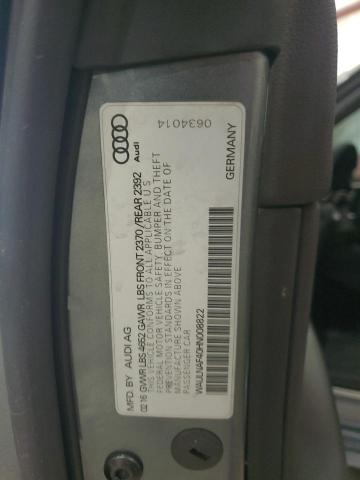 0634014
Audi
GERMANY
MFD. BY AUDI AG
02 16 GVWR LBS 4652 GAWR LBS FRONT 2370 /REAR 2392
THIS CAR CONFORMS TO ALL APPLICABLE U S
FEDERAL MOTOR VEHICLE SAFETY, BUMPER AND THEFT
PREVENTION STANDARDS IN EFFECT ON THE DATE OF
MANUFACTURE SHOWN ABOVE
PASSENGER CAR
WAULNAF40HN008822